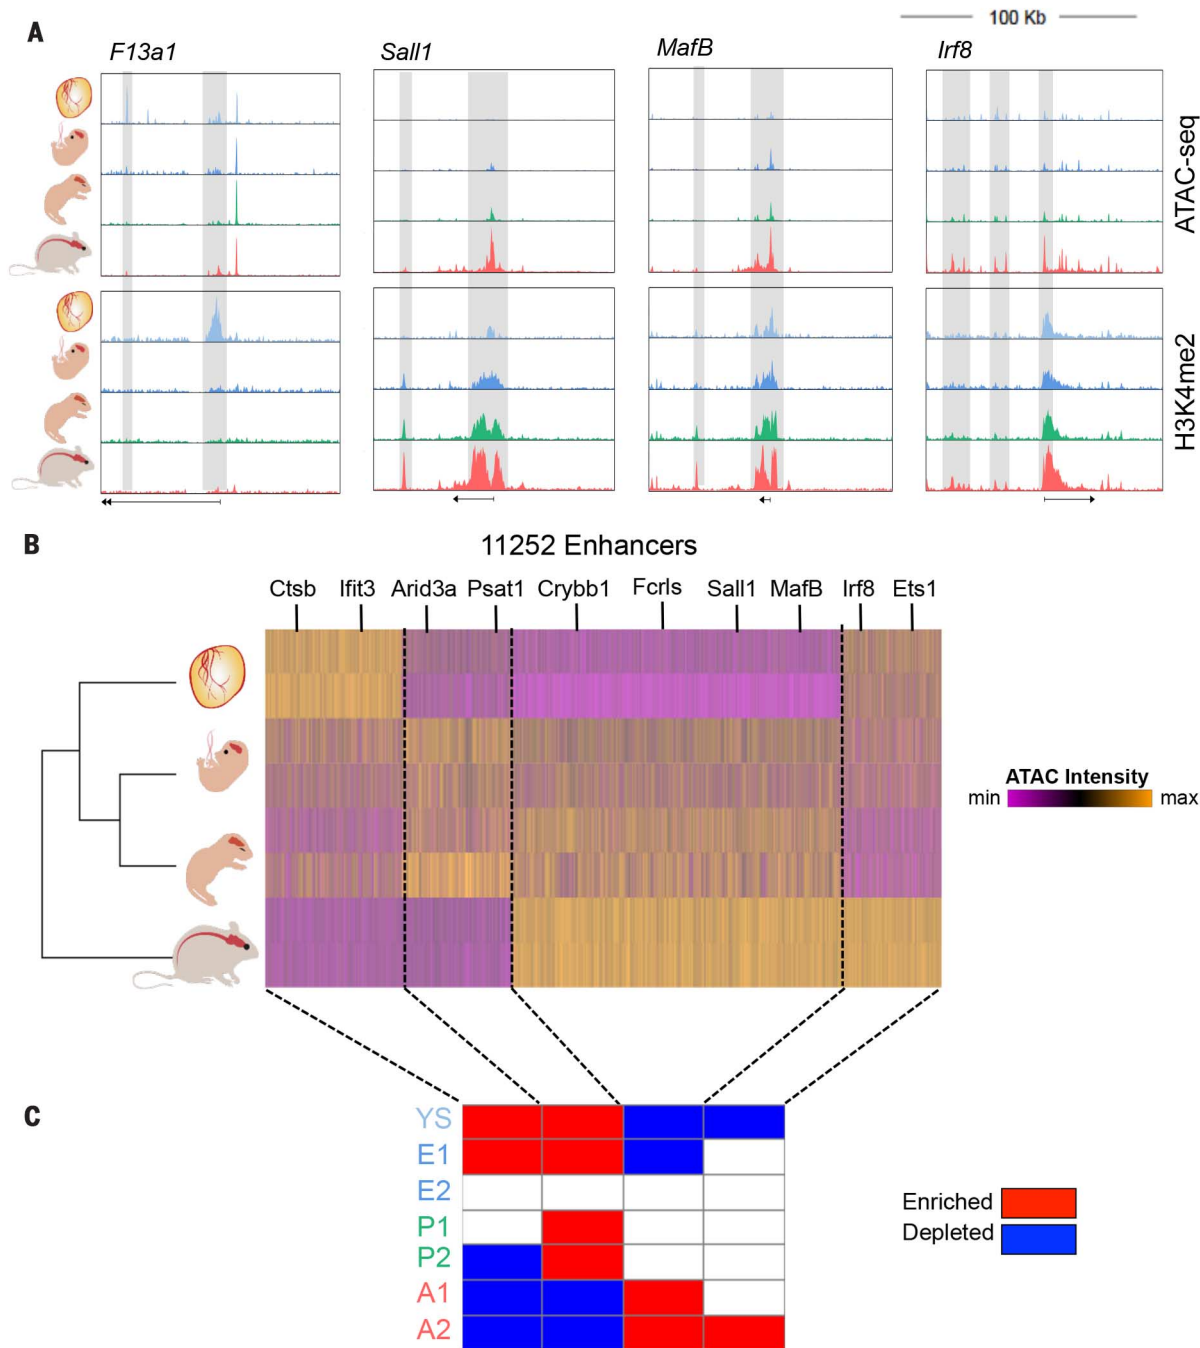 100 Kb
A
F13a1
Sall1
MafB
Irf8
ATAC-seq
H3K4me2
B
11252 Enhancers
Ctsb Ifit3 Arid3a Psat1 Crybb1 Fcrls Sall1 MafB Irf8 Ets1
ATAC Intensity
min max
C
YS
E1
E2
P1
P2
A1
A2
Enriched
Depleted